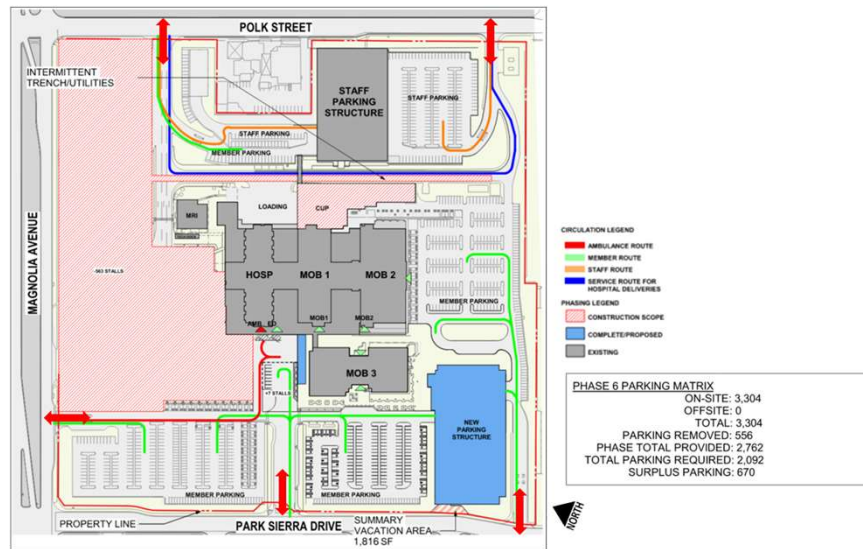 POLK STREET
INTERMITTENT
TRENCH/UTILITIES
STAFF
PARKING
STRUCTURE
STAFF PARKING
STAFF PARKING
MEMBER PARKING
LOADING
CUP
MRI
MAGNOLIA AVENUE
-563 STALLS
HOSP
MOB 1
MOB 2
MEMBER PARKING
AMB
ED
MOB1
MOB2
MOB 3
+7 STALLS
NEW
PARKING
STRUCTURE
MEMBER PARKING
MEMBER PARKING
PROPERTY LINE
PARK SIERRA DRIVE
SUMMARY
VACATION AREA
1,816 SF
NORTH
CIRCULATION LEGEND
AMBULANCE ROUTE
MEMBER ROUTE
STAFF ROUTE
SERVICE ROUTE FOR
HOSPITAL DELIVERIES
PHASING LEGEND
CONSTRUCTION SCOPE
COMPLETE/PROPOSED
EXISTING
PHASE 6 PARKING MATRIX
ON-SITE: 3,304
OFFSITE: 0
TOTAL: 3,304
PARKING REMOVED: 556
PHASE TOTAL PROVIDED: 2,762
TOTAL PARKING REQUIRED: 2,092
SURPLUS PARKING: 670